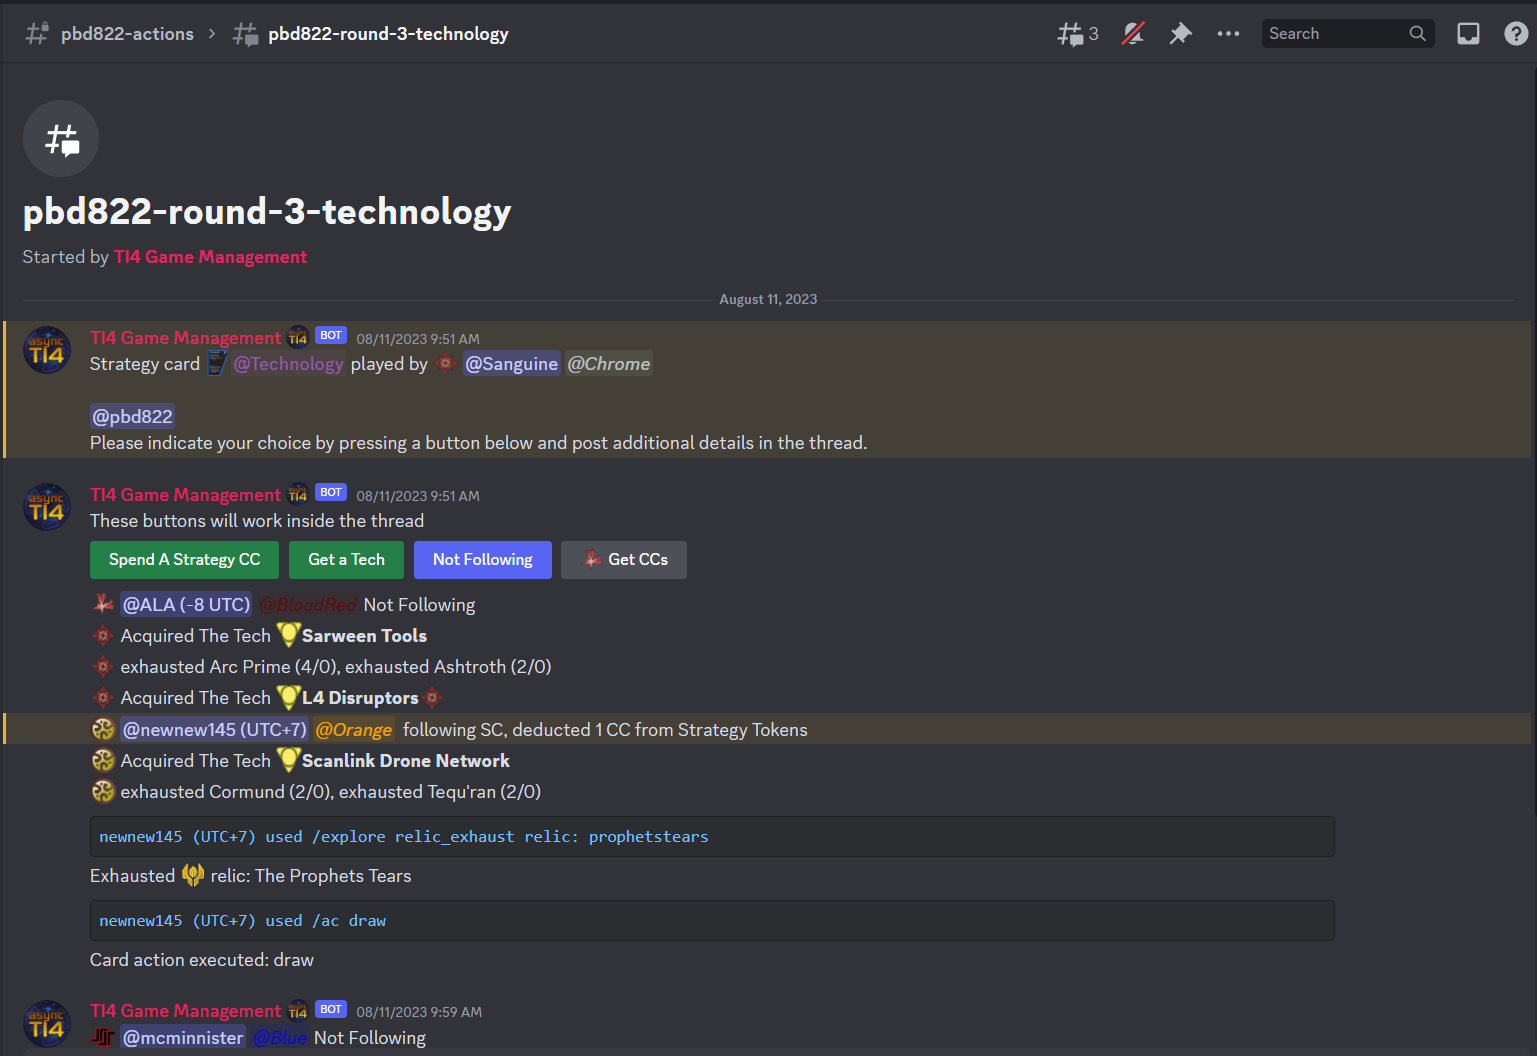 pbd822-actions > pbd822-round-3-technology 3 Search
pbd822-round-3-technology
Started by TI4 Game Management
August 11, 2023
async TI4
TI4 Game Management BOT 08/11/2023 9:51 AM
Strategy card @Technology played by @Sanguine @Chrome
@pbd822
Please indicate your choice by pressing a button below and post additional details in the thread.
async TI4
TI4 Game Management BOT 08/11/2023 9:51 AM
These buttons will work inside the thread
Spend A Strategy CC Get a Tech Not Following Get CCs
@ALA (-8 UTC) @BloodRed Not Following
Acquired The Tech Sarween Tools
exhausted Arc Prime (4/0), exhausted Ashtroth (2/0)
Acquired The Tech L4 Disruptors
@newnew145 (UTC+7) @Orange following SC, deducted 1 CC from Strategy Tokens
Acquired The Tech Scanlink Drone Network
exhausted Cormund (2/0), exhausted Tequ'ran (2/0)
newnew145 (UTC+7) used /explore relic_exhaust relic: prophetstears
Exhausted relic: The Prophets Tears
newnew145 (UTC+7) used /ac draw
Card action executed: draw
async TI4
TI4 Game Management BOT 08/11/2023 9:59 AM
@mcminnister @Blue Not Following